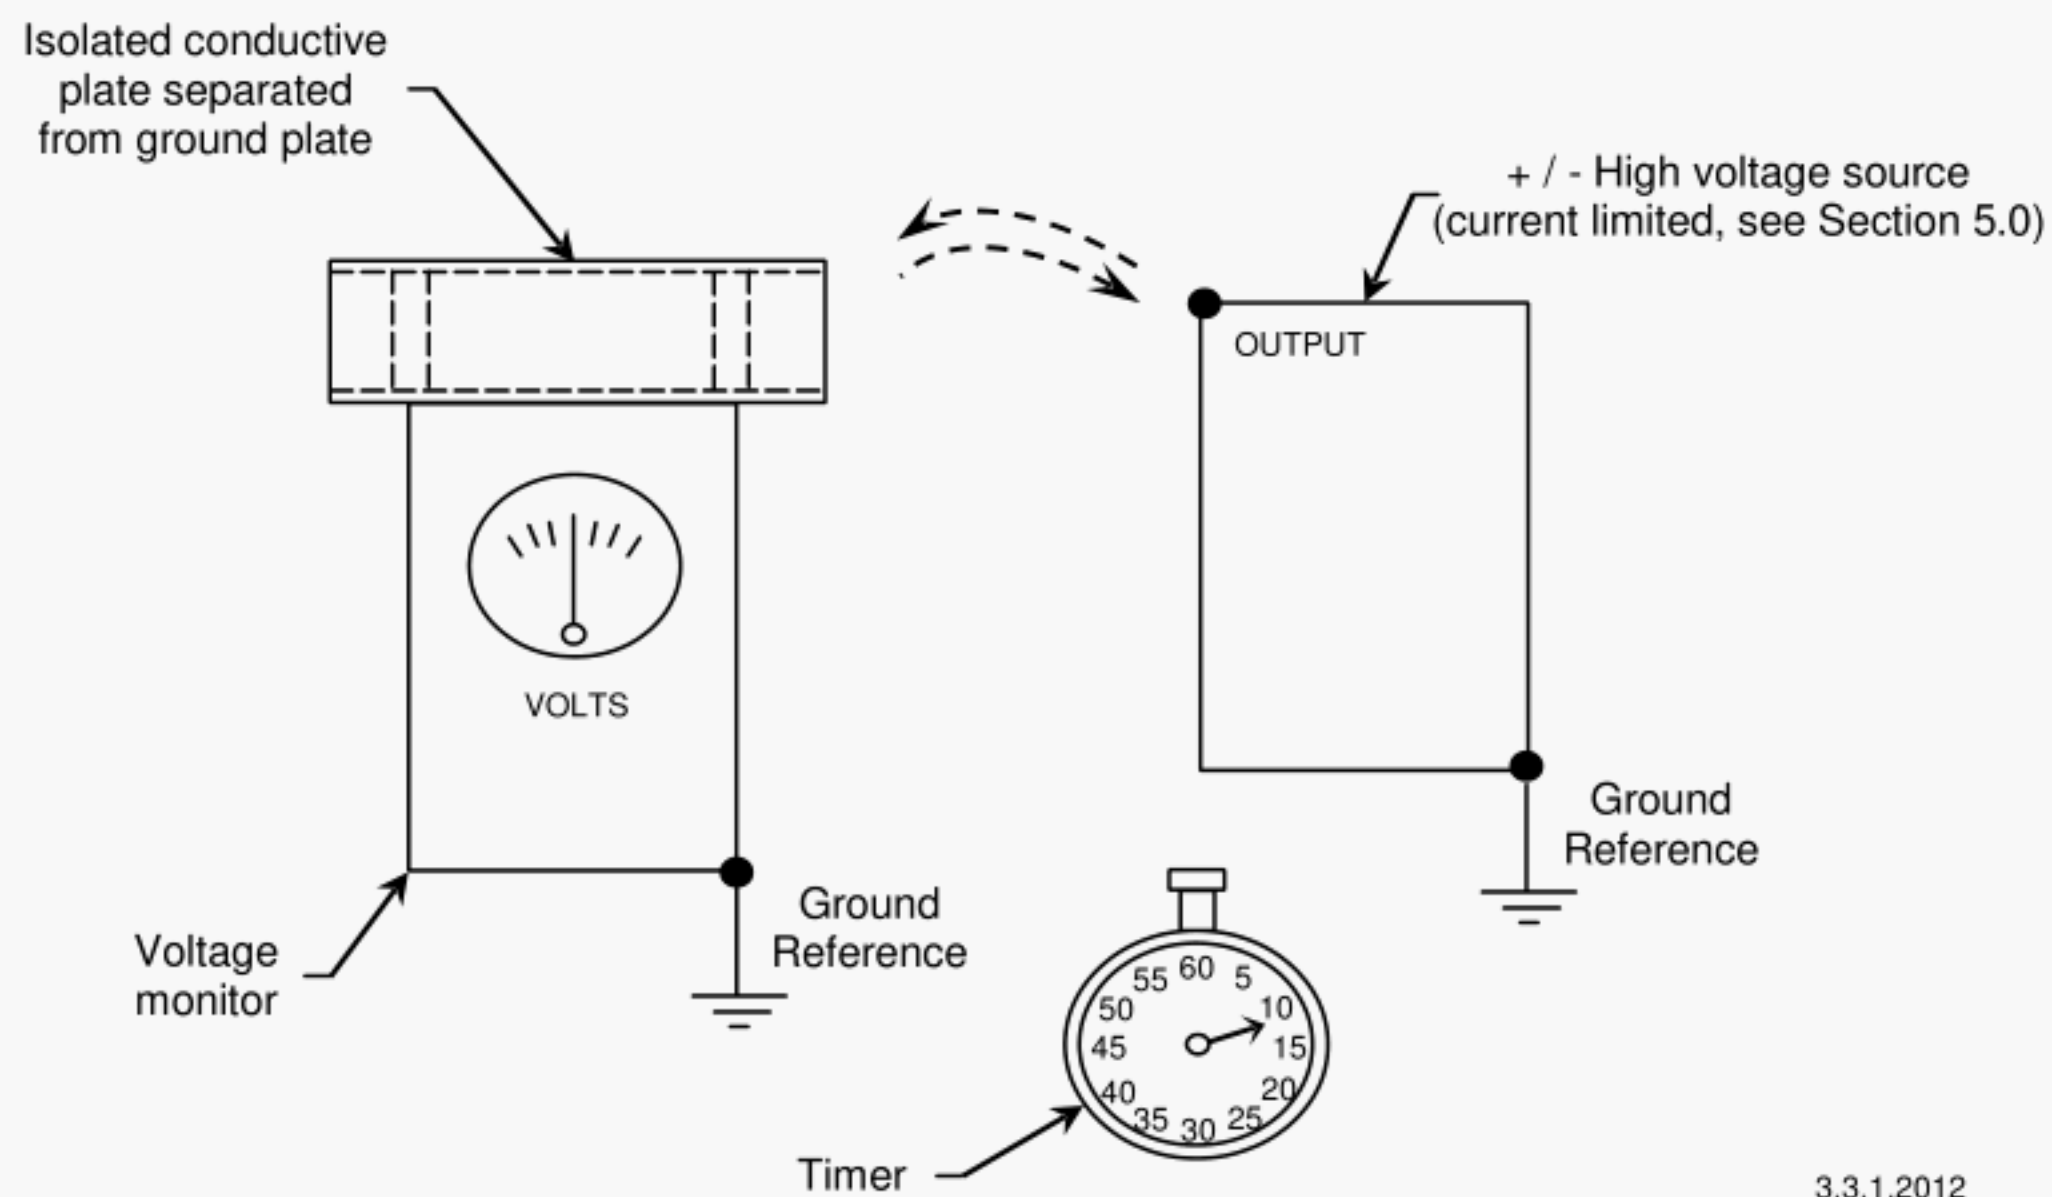 Isolated conductive
plate separated
from ground plate
+ / - High voltage source
(current limited, see Section 5.0)
OUTPUT
VOLTS
Ground
Reference
Ground
Reference
Voltage
monitor
60
5
10
15
20
25
30
35
40
45
50
55
Timer
3.3.1.2012